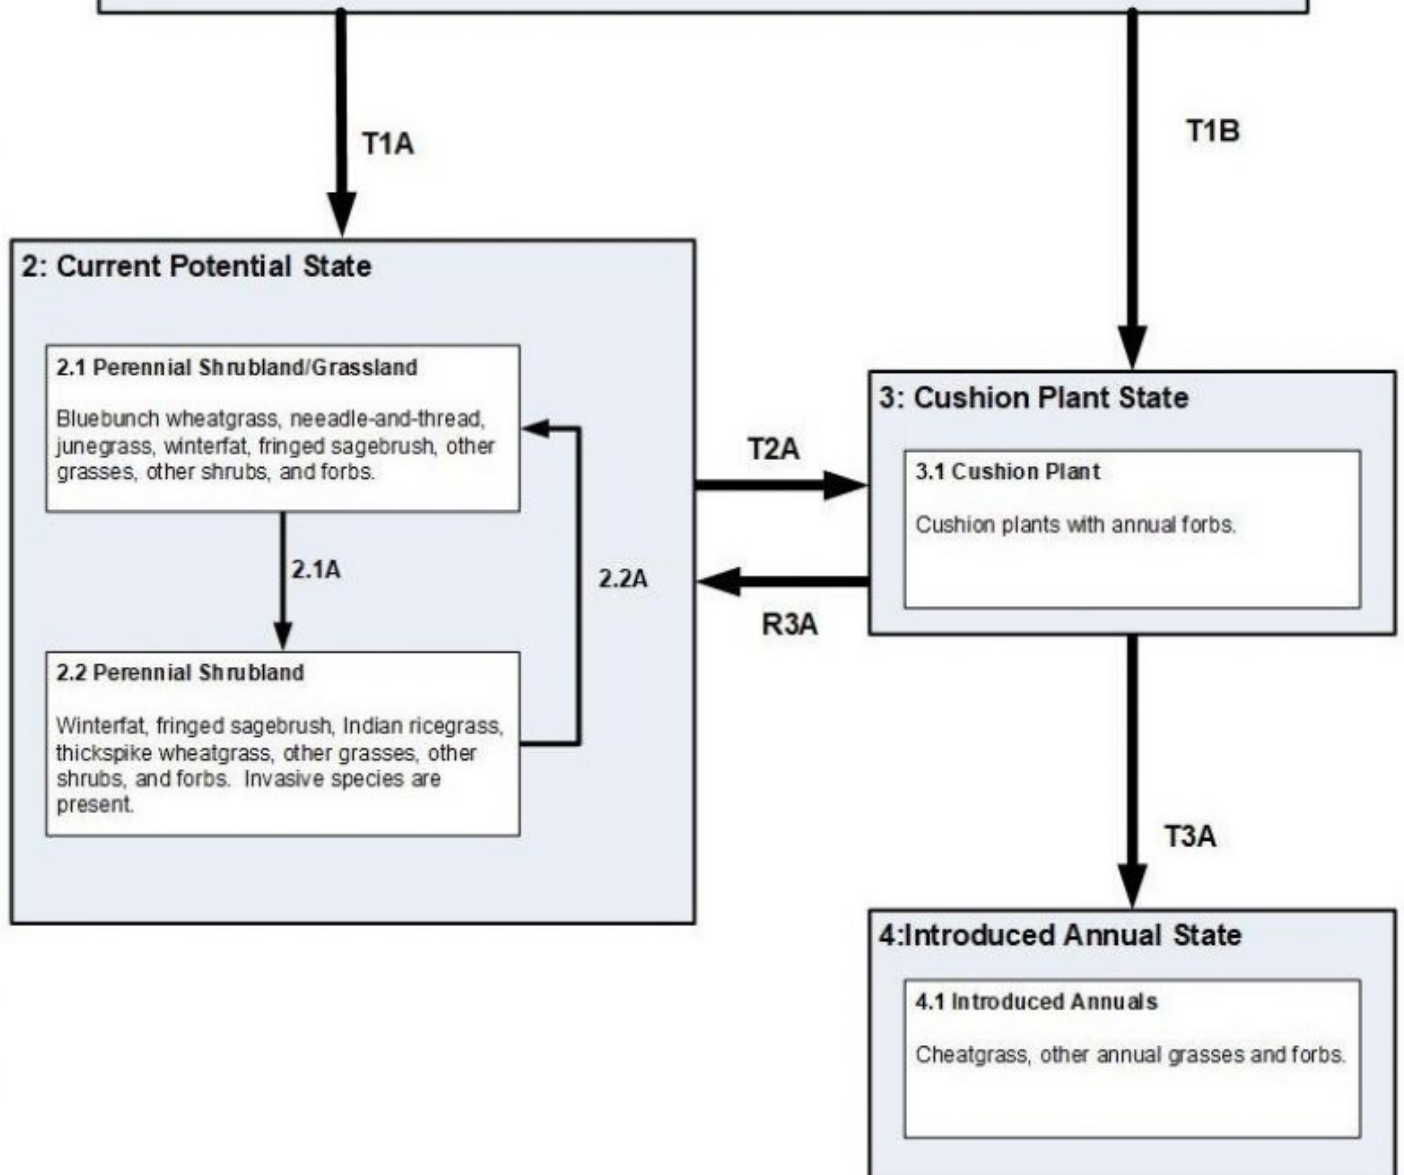 T1A
T1B
2: Current Potential State
2.1 Perennial Shrubland/Grassland
Bluebunch wheatgrass, neeadle-and-thread,
junegrass, winterfat, fringed sagebrush, other
grasses, other shrubs, and forbs.
2.1A
2.2A
2.2 Perennial Shrubland
Winterfat, fringed sagebrush, Indian ricegrass,
thickspike wheatgrass, other grasses, other
shrubs, and forbs. Invasive species are
present.
T2A
R3A
3: Cushion Plant State
3.1 Cushion Plant
Cushion plants with annual forbs.
T3A
4:Introduced Annual State
4.1 Introduced Annuals
Cheatgrass, other annual grasses and forbs.